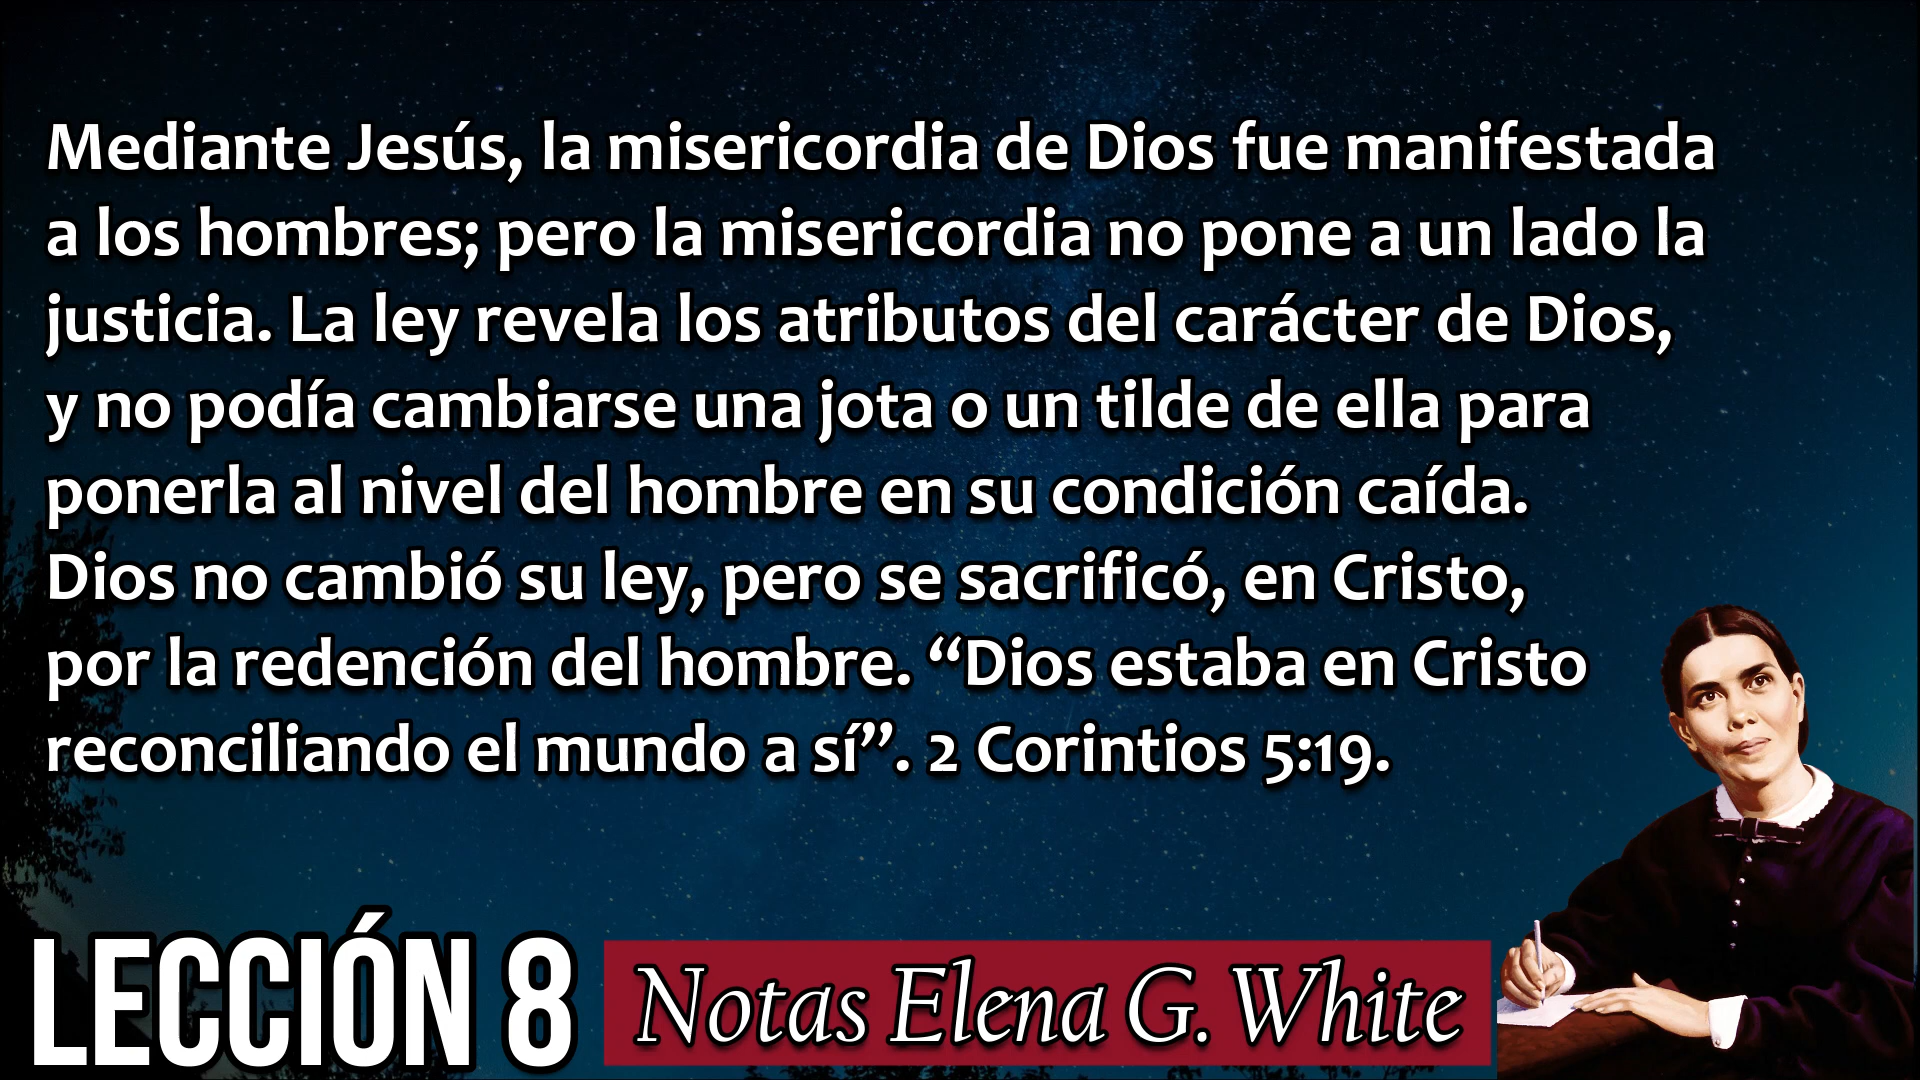 Mediante Jesús, la misericordia de Dios fue manifestada
a los hombres; pero la misericordia no pone a un lado la
justicia. La ley revela los atributos del carácter de Dios,
y no podía cambiarse una jota o un tilde de ella para
ponerla al nivel del hombre en su condición caída.
Dios no cambió su ley, pero se sacrificó, en Cristo,
por la redención del hombre. “Dios estaba en Cristo
reconciliando el mundo a sí”. 2 Corintios 5:19.
LECCIÓN 8 Notas Elena G. White